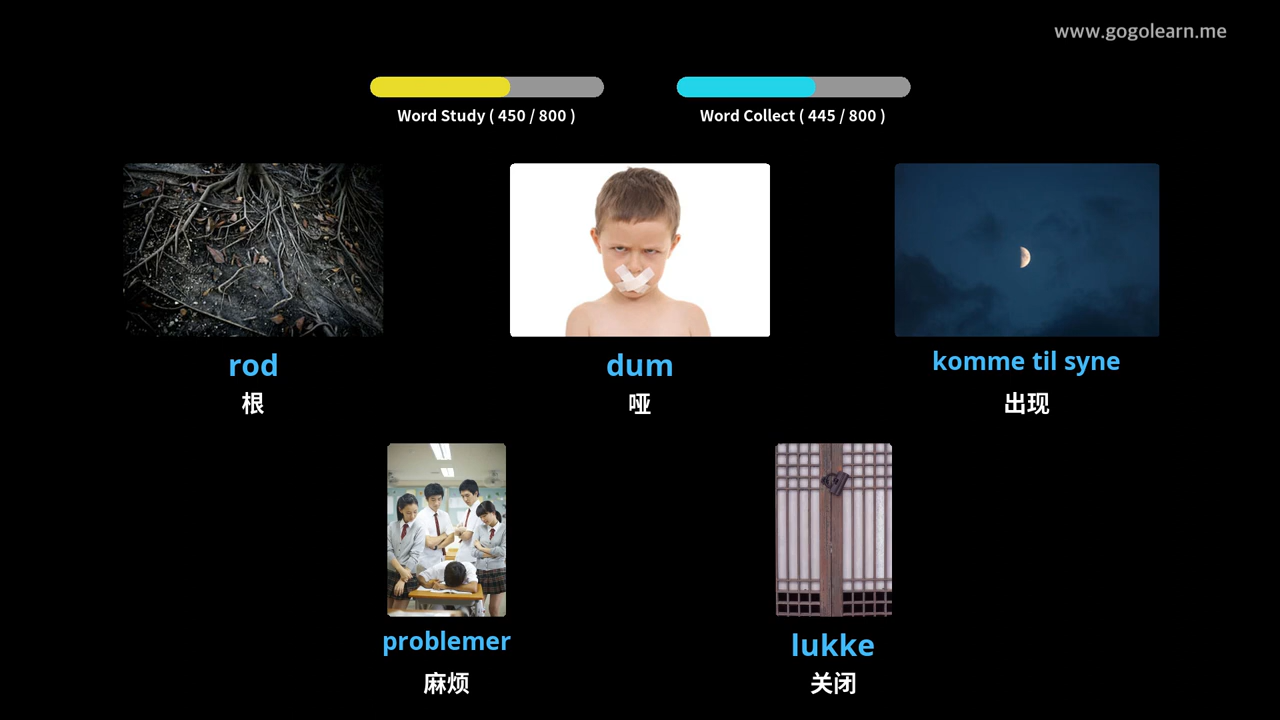 www.gogolearn.me
Word Study ( 450 / 800 )
Word Collect ( 445 / 800 )
rod
根
dum
哑
komme til syne
出现
problemer
麻烦
lukke
关闭